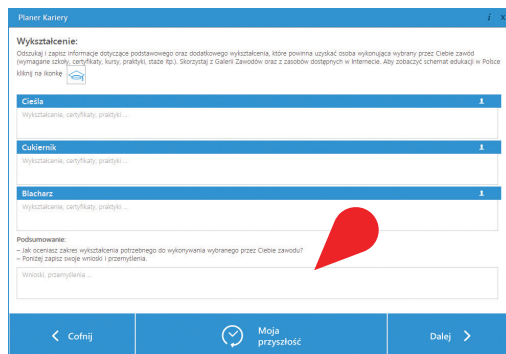 Planer Kariery i x
Wykształcenie:
Odszukaj i zapisz informacje dotyczące podstawowego oraz dodatkowego wykształcenia, które powinna uzyskać osoba wykonująca wybrany przez Ciebie zawód
(wymagane szkoły, certyfikaty, kursy, praktyki, staże itp.). Skorzystaj z Galerii Zawodów oraz z zasobów dostępnych w Internecie. Aby zobaczyć schemat edukacji w Polsce
kliknij na ikonkę
Cieśla
Wykształcenie, certyfikaty, praktyki ...
Cukiernik
Wykształcenie, certyfikaty, praktyki ...
Blacharz
Wykształcenie, certyfikaty, praktyki ...
Podsumowanie:
– Jak oceniasz zakres wykształcenia potrzebnego do wykonywania wybranego przez Ciebie zawodu?
– Poniżej zapisz swoje wnioski i przemyślenia.
Wnioski, przemyślenia ...
Cofnij
Moja
przyszłość
Dalej